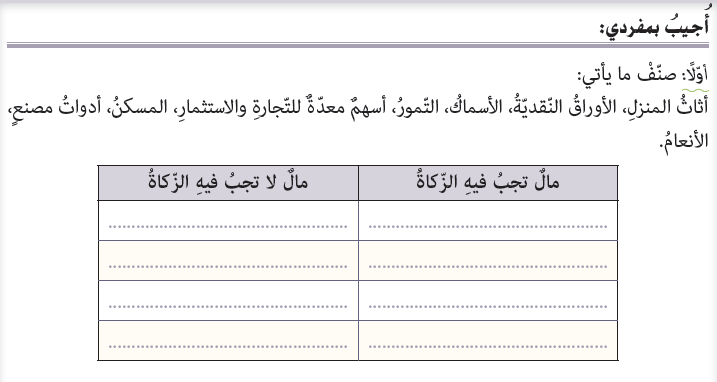 أُجيبُ بمفردي:
أوّلًا: صنّفْ ما يأتي:
أثاثُ المنزلِ، الأوراقُ النّقديّةُ، الأسماكُ، التّمورُ، أسهمٌ معدّةٌ للتّجارةِ والاستثمارِ، المسكنُ، أدواتُ مصنعٍ،
الأنعامُ.
مالٌ تجبُ فيهِ الزّكاةُ مالٌ لا تجبُ فيهِ الزّكاةُ